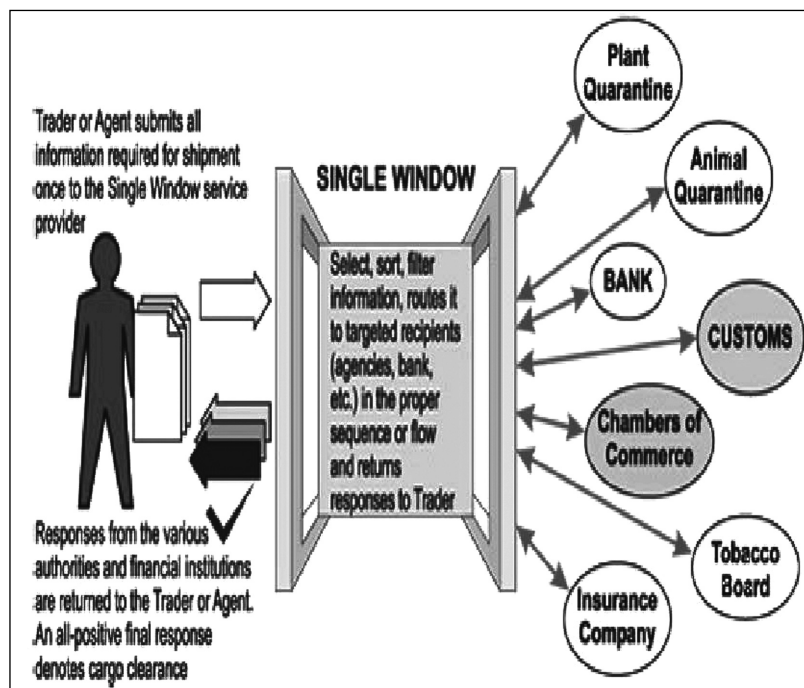 Trader or Agent submits all
information required for shipment
once to the Single Window service
provider
SINGLE WINDOW
Select, sort, filter
information, routes it
to targeted recipients
(agencies, bank,
etc.) in the proper
sequence or flow
and returns
responses to Trader
Responses from the various
authorities and financial institutions
are returned to the Trader or Agent.
An all-positive final response
denotes cargo clearance
Plant
Quarantine
Animal
Quarantine
BANK
CUSTOMS
Chambers of
Commerce
Tobacco
Board
Insurance
Company